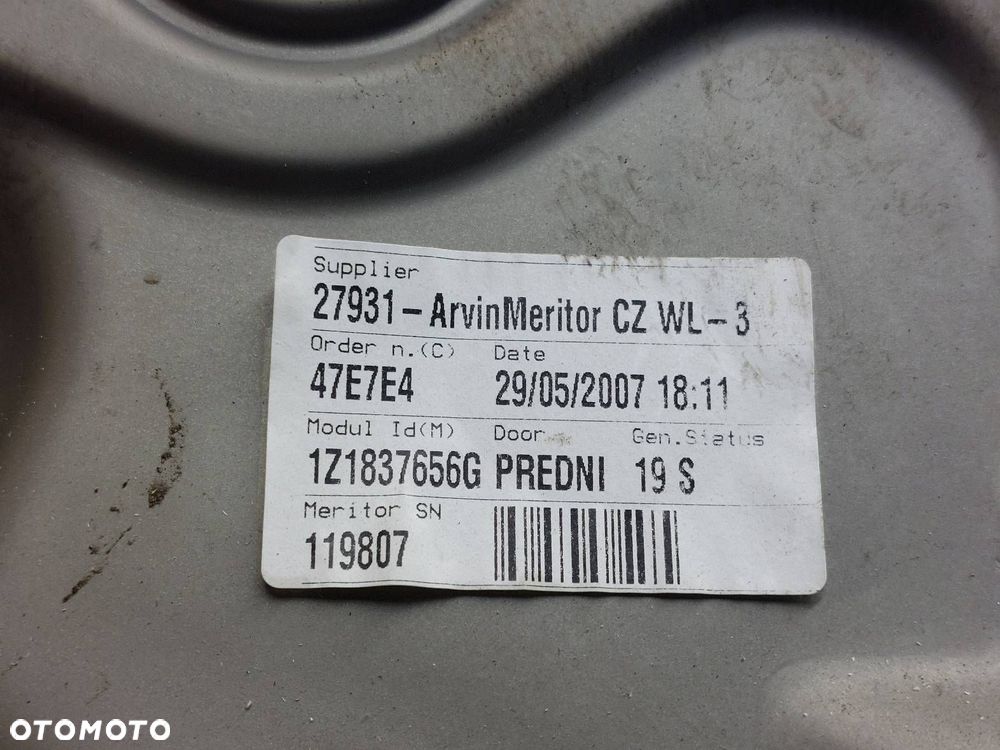 Supplier
27931-ArvinMeritor CZ WL-3
Order n.(C) Date
47E7E4 29/05/2007 18:11
Modul Id(M) Door Gen.Status
1Z1837656G PREDNI 19 S
Meritor SN
119807
OTOMOTO